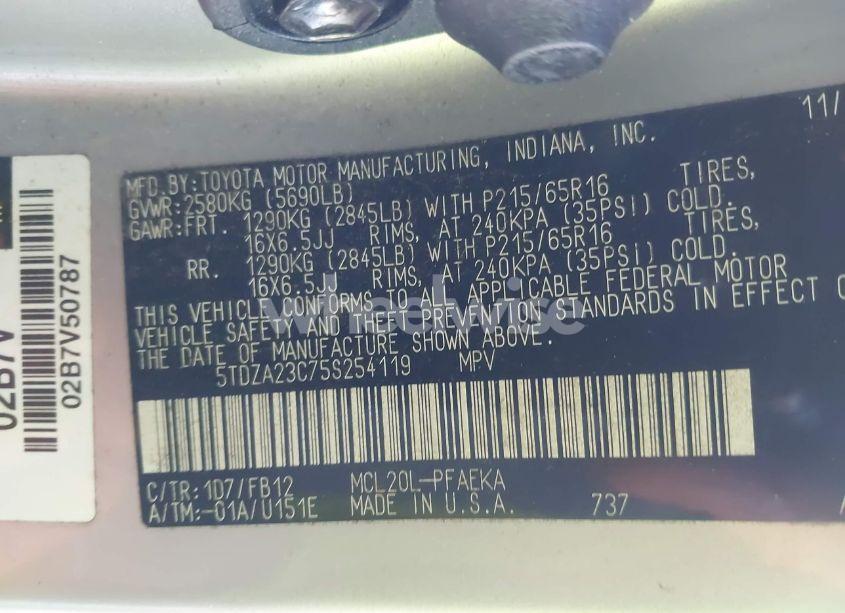 11/
MFD.BY:TOYOTA MOTOR MANUFACTURING, INDIANA, INC.
GVWR:2580KG (5690LB)
GAWR:FRT. 1290KG (2845LB) WITH P215/65R16 TIRES,
16X6.5JJ RIMS, AT 240KPA (35PSI) COLD.
RR. 1290KG (2845LB) WITH P215/65R16 TIRES,
16X6.5JJ RIMS, AT 240KPA (35PSI) COLD.
THIS VEHICLE CONFORMS TO ALL APPLICABLE FEDERAL MOTOR
VEHICLE SAFETY AND THEFT PREVENTION STANDARDS IN EFFECT O
THE DATE OF MANUFACTURE SHOWN ABOVE.
5TDZA23C75S254119 MPV
C/TR: 1D7/FB12 MCL20L-PFAEKA
A/TM:-01A/U151E MADE IN U.S.A. 737
02B7V
02B7V50787
wheelwise